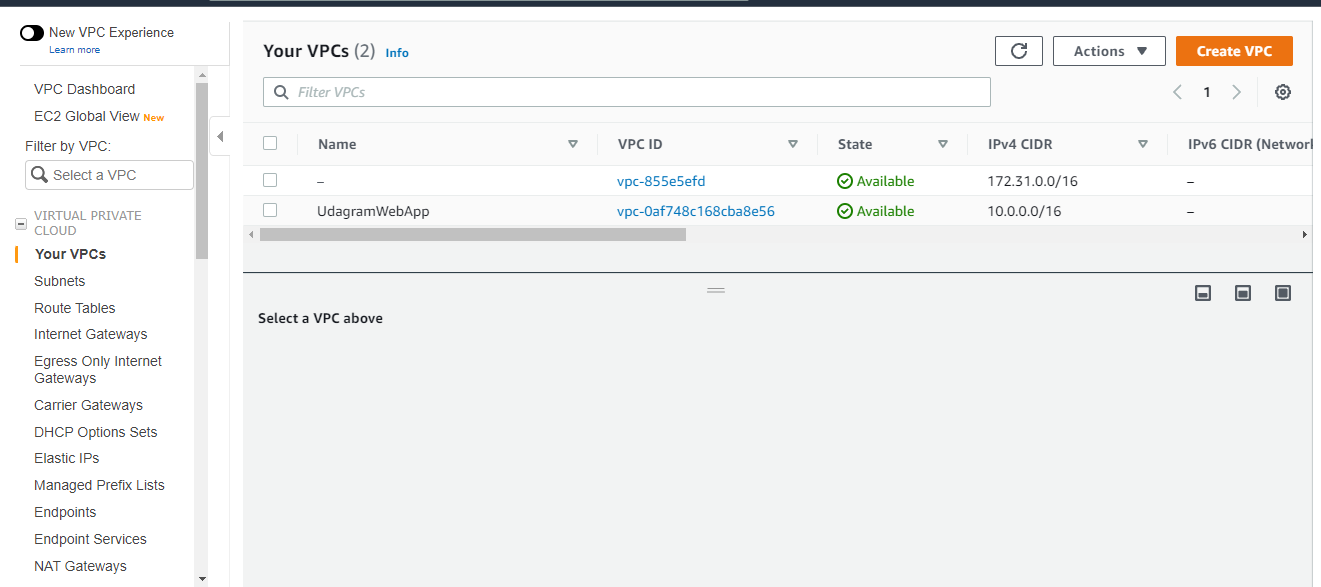 New VPC Experience
Learn more
VPC Dashboard
EC2 Global View New
Filter by VPC:
Select a VPC
VIRTUAL PRIVATE
CLOUD
Your VPCs
Subnets
Route Tables
Internet Gateways
Egress Only Internet
Gateways
Carrier Gateways
DHCP Options Sets
Elastic IPs
Managed Prefix Lists
Endpoints
Endpoint Services
NAT Gateways
Your VPCs (2) Info
Actions
Create VPC
Filter VPCs
1
Name VPC ID State IPv4 CIDR IPv6 CIDR (Network
– vpc-855e5efd Available 172.31.0.0/16 –
UdagramWebApp vpc-0af748c168cba8e56 Available 10.0.0.0/16 –
Select a VPC above